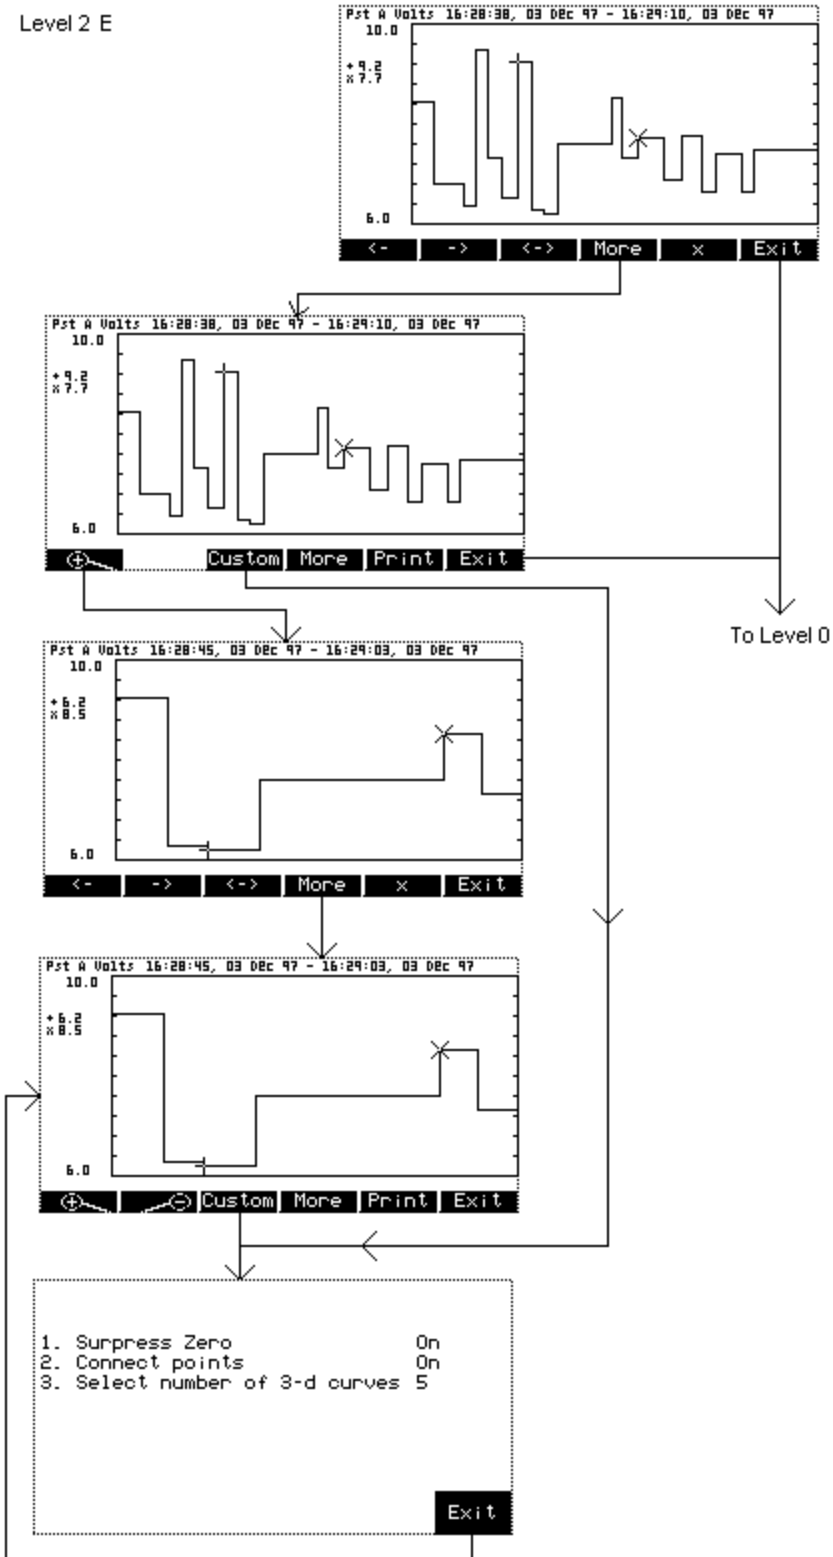 Level 2 E
Pst A Volts 16:28:38, 03 Dec 97 - 16:29:10, 03 Dec 97
10.0
+ 9.2
x 7.7
6.0
<- -> <-> More x Exit
Pst A Volts 16:28:38, 03 Dec 97 - 16:29:10, 03 Dec 97
10.0
+ 9.2
x 7.7
6.0
Custom More Print Exit
To Level 0
Pst A Volts 16:28:45, 03 Dec 97 - 16:29:03, 03 Dec 97
10.0
+ 6.2
x 8.5
6.0
<- -> <-> More x Exit
Pst A Volts 16:28:45, 03 Dec 97 - 16:29:03, 03 Dec 97
10.0
+ 6.2
x 8.5
6.0
Custom More Print Exit
1. Surpress Zero On
2. Connect points On
3. Select number of 3-d curves 5
Exit